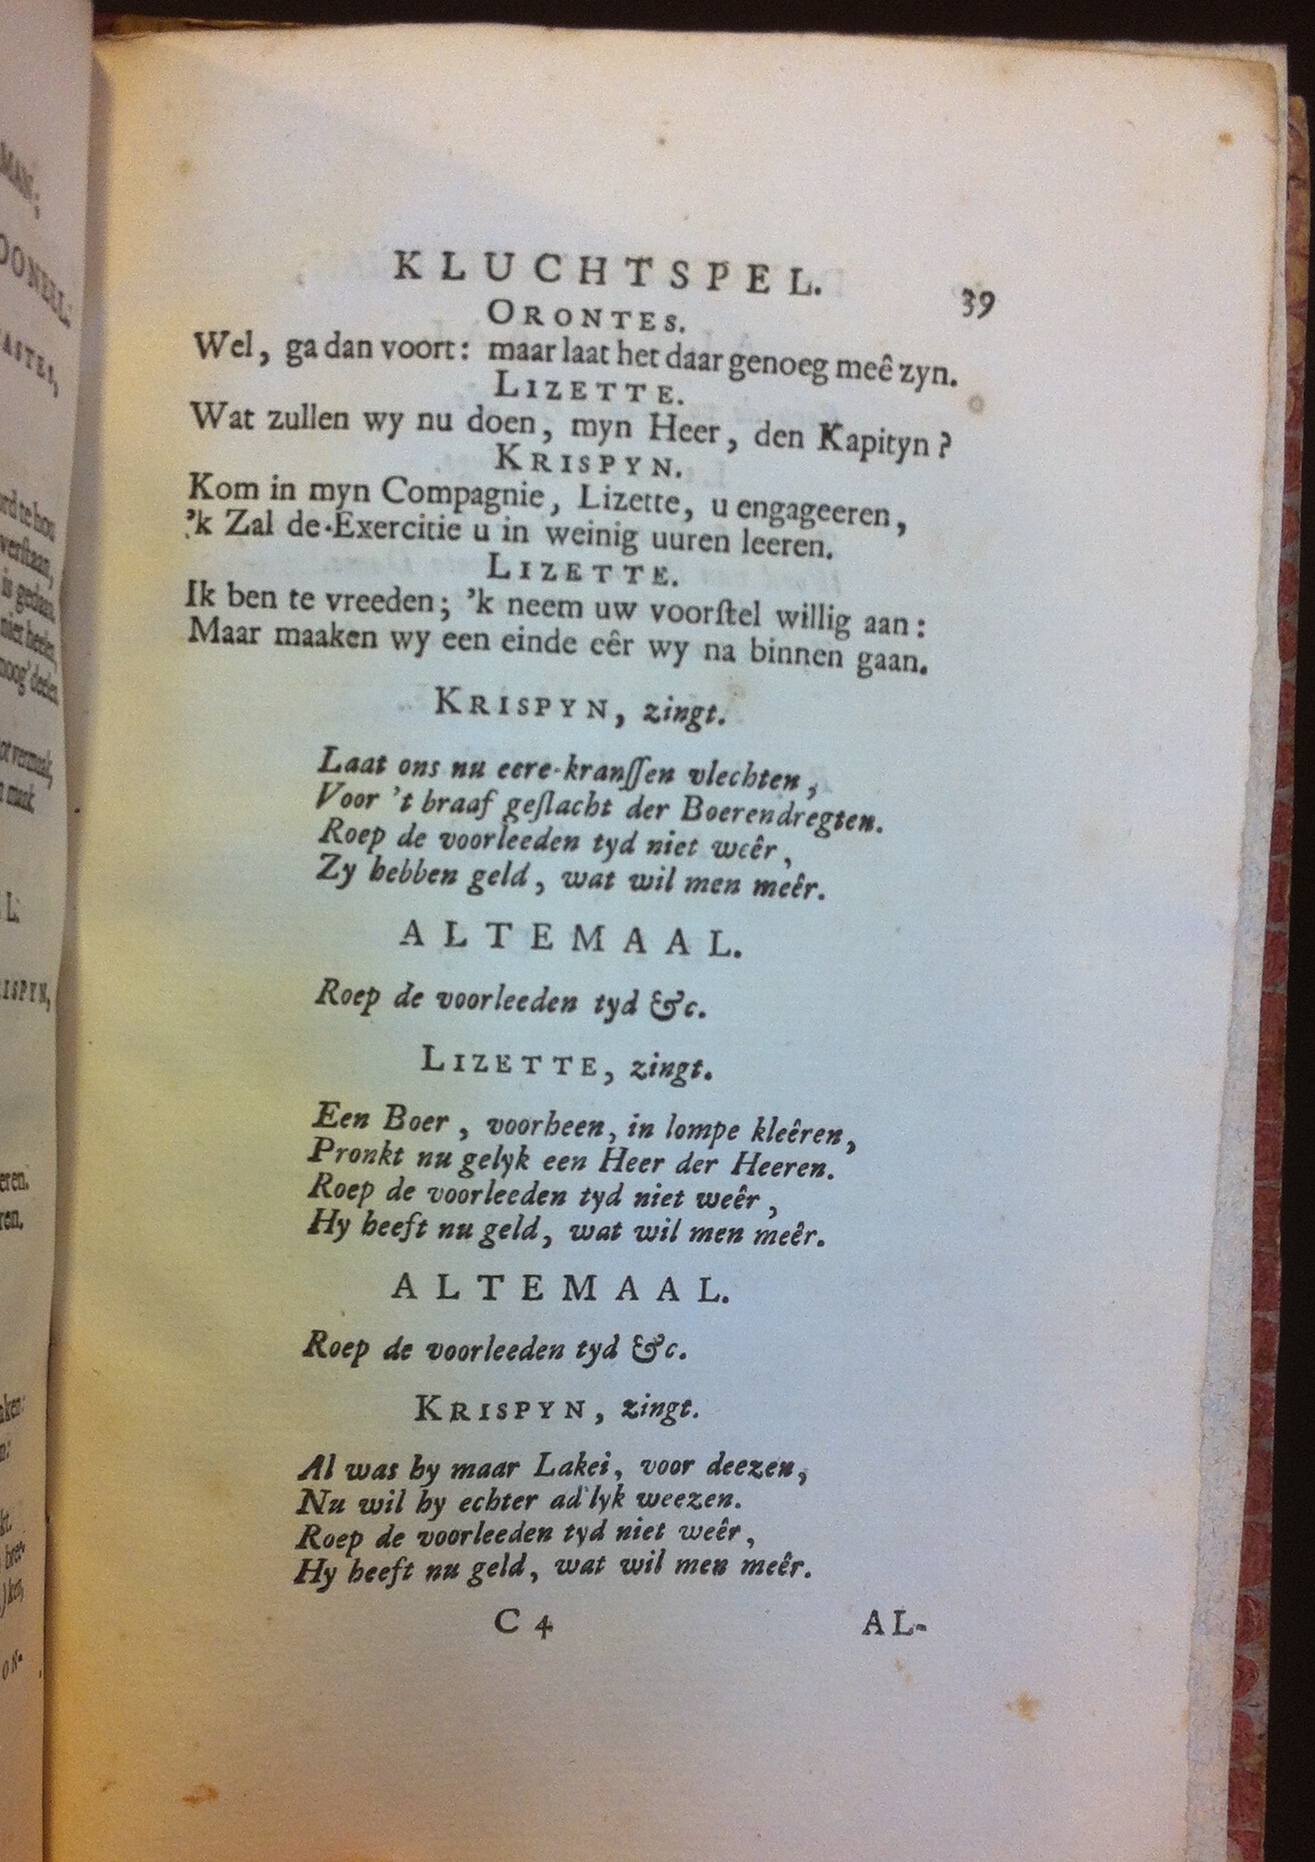 KLUCHTSPEL. 39
ORONTES.
Wel, ga dan voort: maar laat het daar genoeg meê zyn.
LIZETTE.
Wat zullen wy nu doen, myn Heer, den Kapityn?
KRISPYN.
Kom in myn Compagnie, Lizette, u engageeren,
'k Zal de Exercitie u in weinig uuren leeren.
LIZETTE.
Ik ben te vreeden; 'k neem uw voorſtel willig aan:
Maar maaken wy een einde eêr wy na binnen gaan.
KRISPYN, zingt.
Laat ons nu eere-kranſſen vlechten,
Voor 't braaf geſlacht der Boerendregten.
Roep de voorleeden tyd niet weêr,
Zy hebben geld, wat wil men meêr.
ALTEMAAL.
Roep de voorleeden tyd &c.
LIZETTE, zingt.
Een Boer, voorheen, in lompe kleêren,
Pronkt nu gelyk een Heer der Heeren.
Roep de voorleeden tyd niet weêr,
Hy heeft nu geld, wat wil men meêr.
ALTEMAAL.
Roep de voorleeden tyd &c.
KRISPYN, zingt.
Al was hy maar Lakei, voor deezen,
Nu wil hy echter ad'lyk weezen.
Roep de voorleeden tyd niet weêr,
Hy heeft nu geld, wat wil men meêr.
C 4 AL-